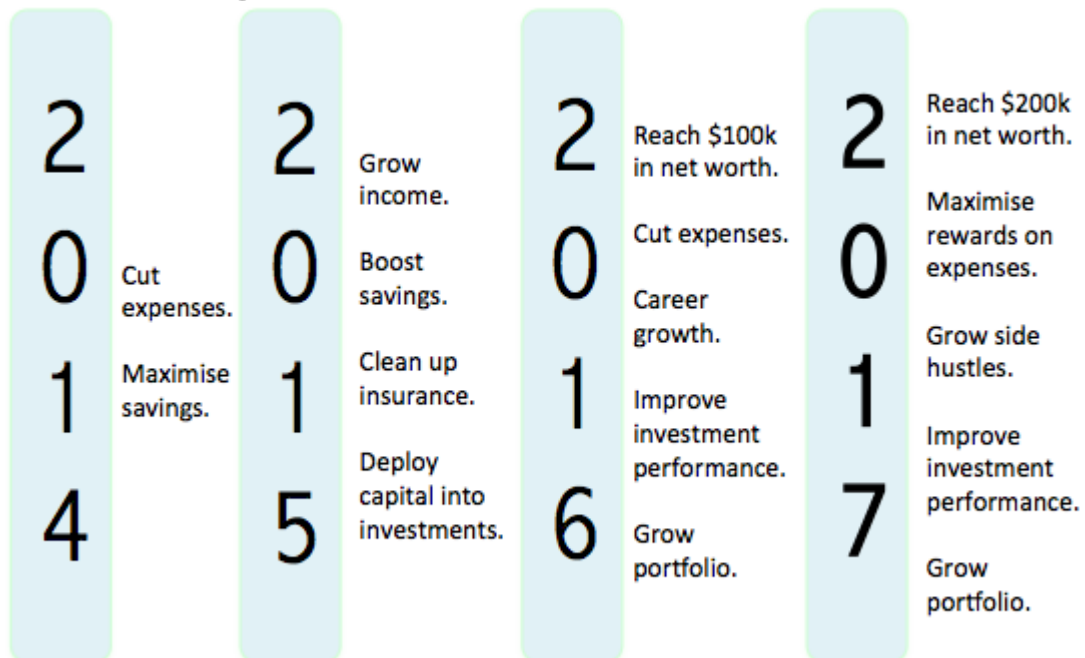 2
0
1
4
Cut
expenses.
Maximise
savings.
2
0
1
5
Grow
income.
Boost
savings.
Clean up
insurance.
Deploy
capital into
investments.
2
0
1
6
Reach $100k
in net worth.
Cut expenses.
Career
growth.
Improve
investment
performance.
Grow
portfolio.
2
0
1
7
Reach $200k
in net worth.
Maximise
rewards on
expenses.
Grow side
hustles.
Improve
investment
performance.
Grow
portfolio.